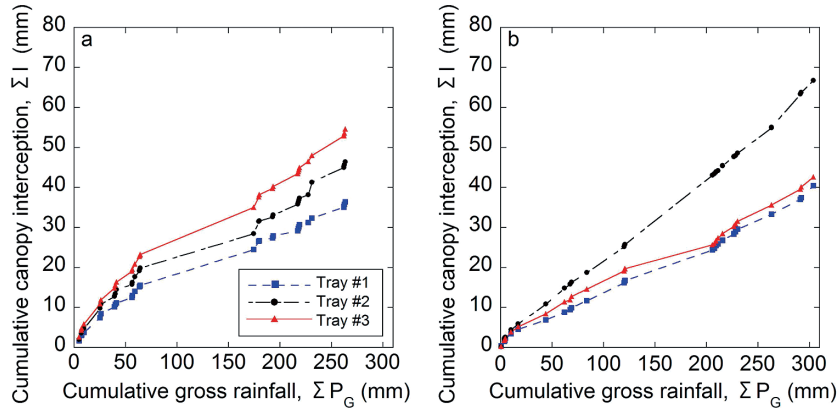 a
80
70
60
50
40
30
20
10
0
Cumulative canopy interception, Σ I (mm)
0 50 100 150 200 250 300
Cumulative gross rainfall, Σ P_G (mm)
Tray #1
Tray #2
Tray #3
b
80
70
60
50
40
30
20
10
0
Cumulative canopy interception, Σ I (mm)
0 50 100 150 200 250 300
Cumulative gross rainfall, Σ P_G (mm)